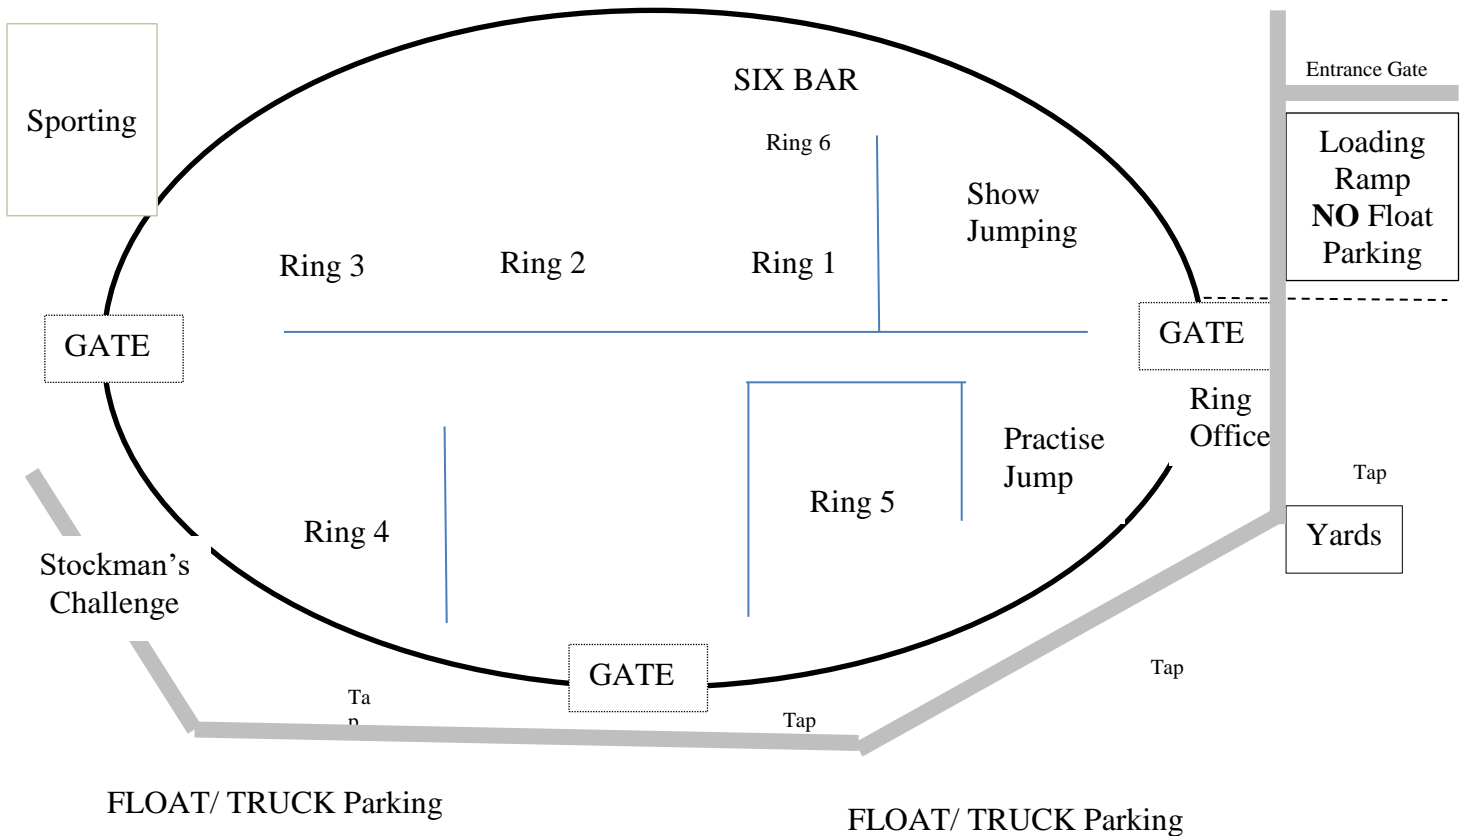 SIX BAR
Entrance Gate
Sporting
Ring 6
Loading
Ramp
NO Float
Parking
Show
Jumping
Ring 3
Ring 2
Ring 1
GATE
GATE
Ring
Office
Practise
Jump
Tap
Ring 5
Ring 4
Yards
Stockman’s
Challenge
GATE
Tap
Ta
p
Tap
FLOAT/ TRUCK Parking
FLOAT/ TRUCK Parking